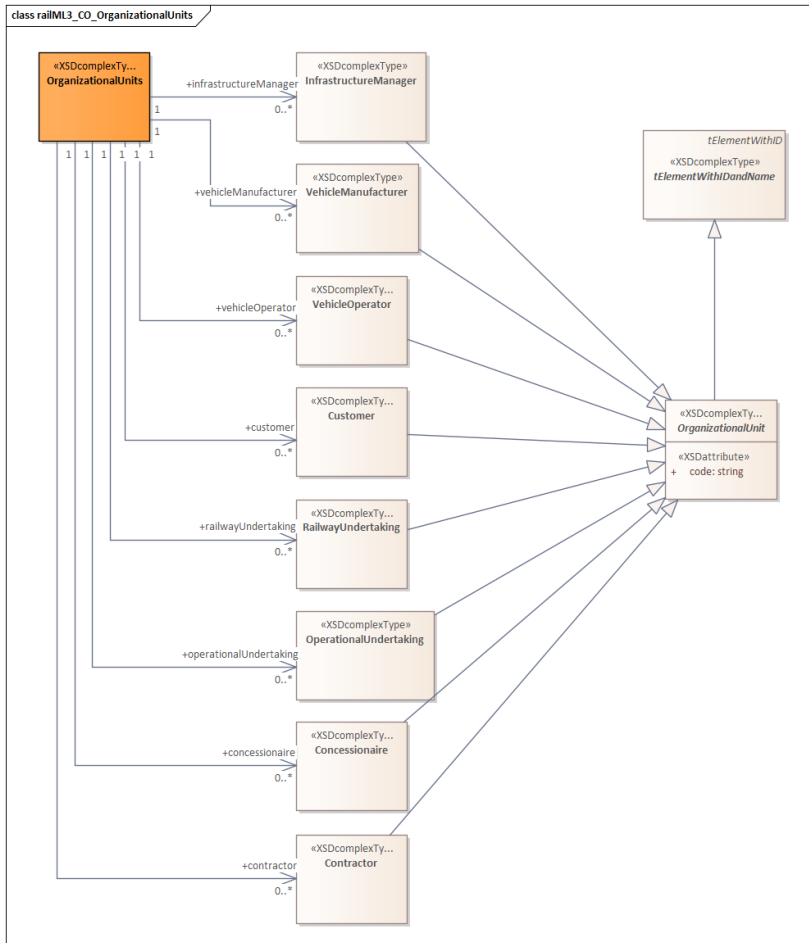 class railML3_CO_OrganizationalUnits
«XSDcomplexTy...
OrganizationalUnits
1
1
1
1
1
1
1
1
+infrastructureManager
0..*
«XSDcomplexType»
InfrastructureManager
+vehicleManufacturer
0..*
«XSDcomplexType»
VehicleManufacturer
+vehicleOperator
0..*
«XSDcomplexTy...
VehicleOperator
+customer
0..*
«XSDcomplexTy...
Customer
+railwayUndertaking
0..*
«XSDcomplexTy...
RailwayUndertaking
+operationalUndertaking
0..*
«XSDcomplexType»
OperationalUndertaking
+concessionaire
0..*
«XSDcomplexTy...
Concessionaire
+contractor
0..*
«XSDcomplexTy...
Contractor
tElementWithID
«XSDcomplexType»
tElementWithIDandName
«XSDcomplexTy...
OrganizationalUnit
«XSDattribute»
+ code: string